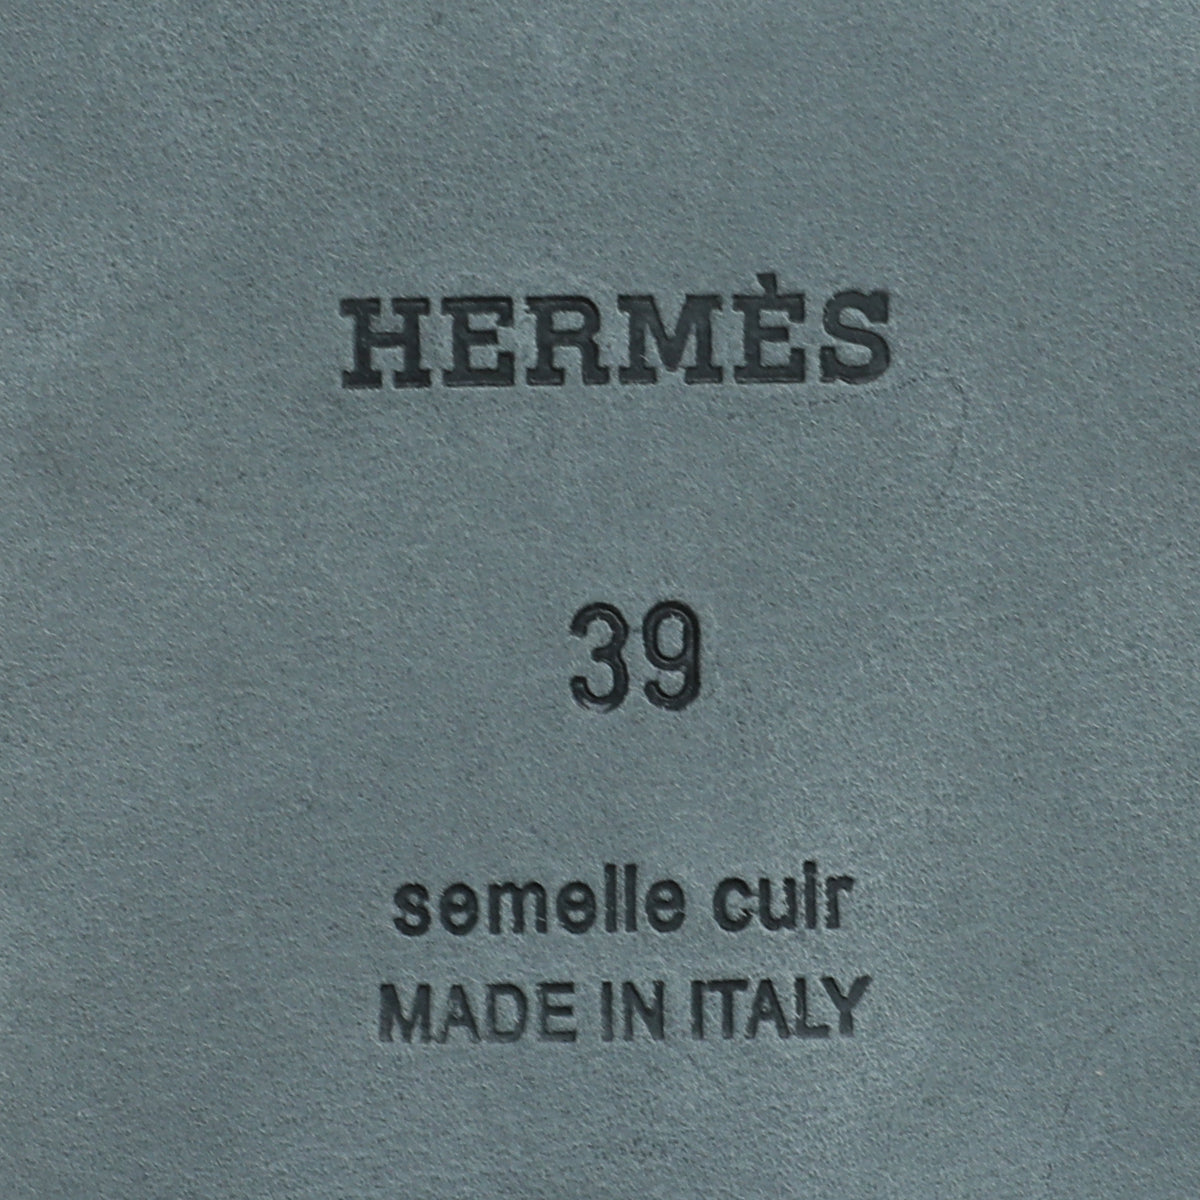 HERMÈS
39
semelle cuir
MADE IN ITALY